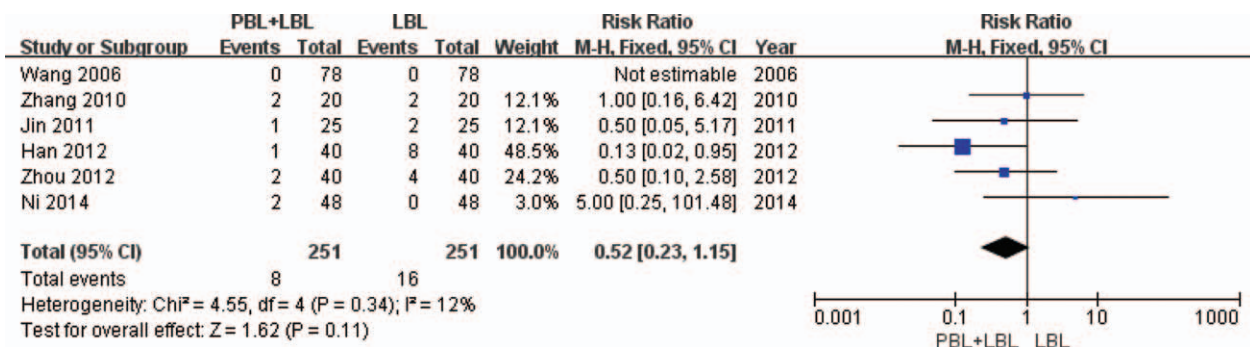 PBL+LBL LBL Risk Ratio Risk Ratio
Study or Subgroup Events Total Events Total Weight M-H, Fixed, 95% CI Year M-H, Fixed, 95% CI
Wang 2006 0 78 0 78 Not estimable 2006
Zhang 2010 2 20 2 20 12.1% 1.00 [0.16, 6.42] 2010
Jin 2011 1 25 2 25 12.1% 0.50 [0.05, 5.17] 2011
Han 2012 1 40 8 40 48.5% 0.13 [0.02, 0.95] 2012
Zhou 2012 2 40 4 40 24.2% 0.50 [0.10, 2.58] 2012
Ni 2014 2 48 0 48 3.0% 5.00 [0.25, 101.48] 2014
Total (95% CI) 251 251 100.0% 0.52 [0.23, 1.15]
Total events 8 16
Heterogeneity: Chi² = 4.55, df = 4 (P = 0.34); I² = 12%
Test for overall effect: Z = 1.62 (P = 0.11)
0.001 0.1 1 10 1000
PBL+LBL LBL